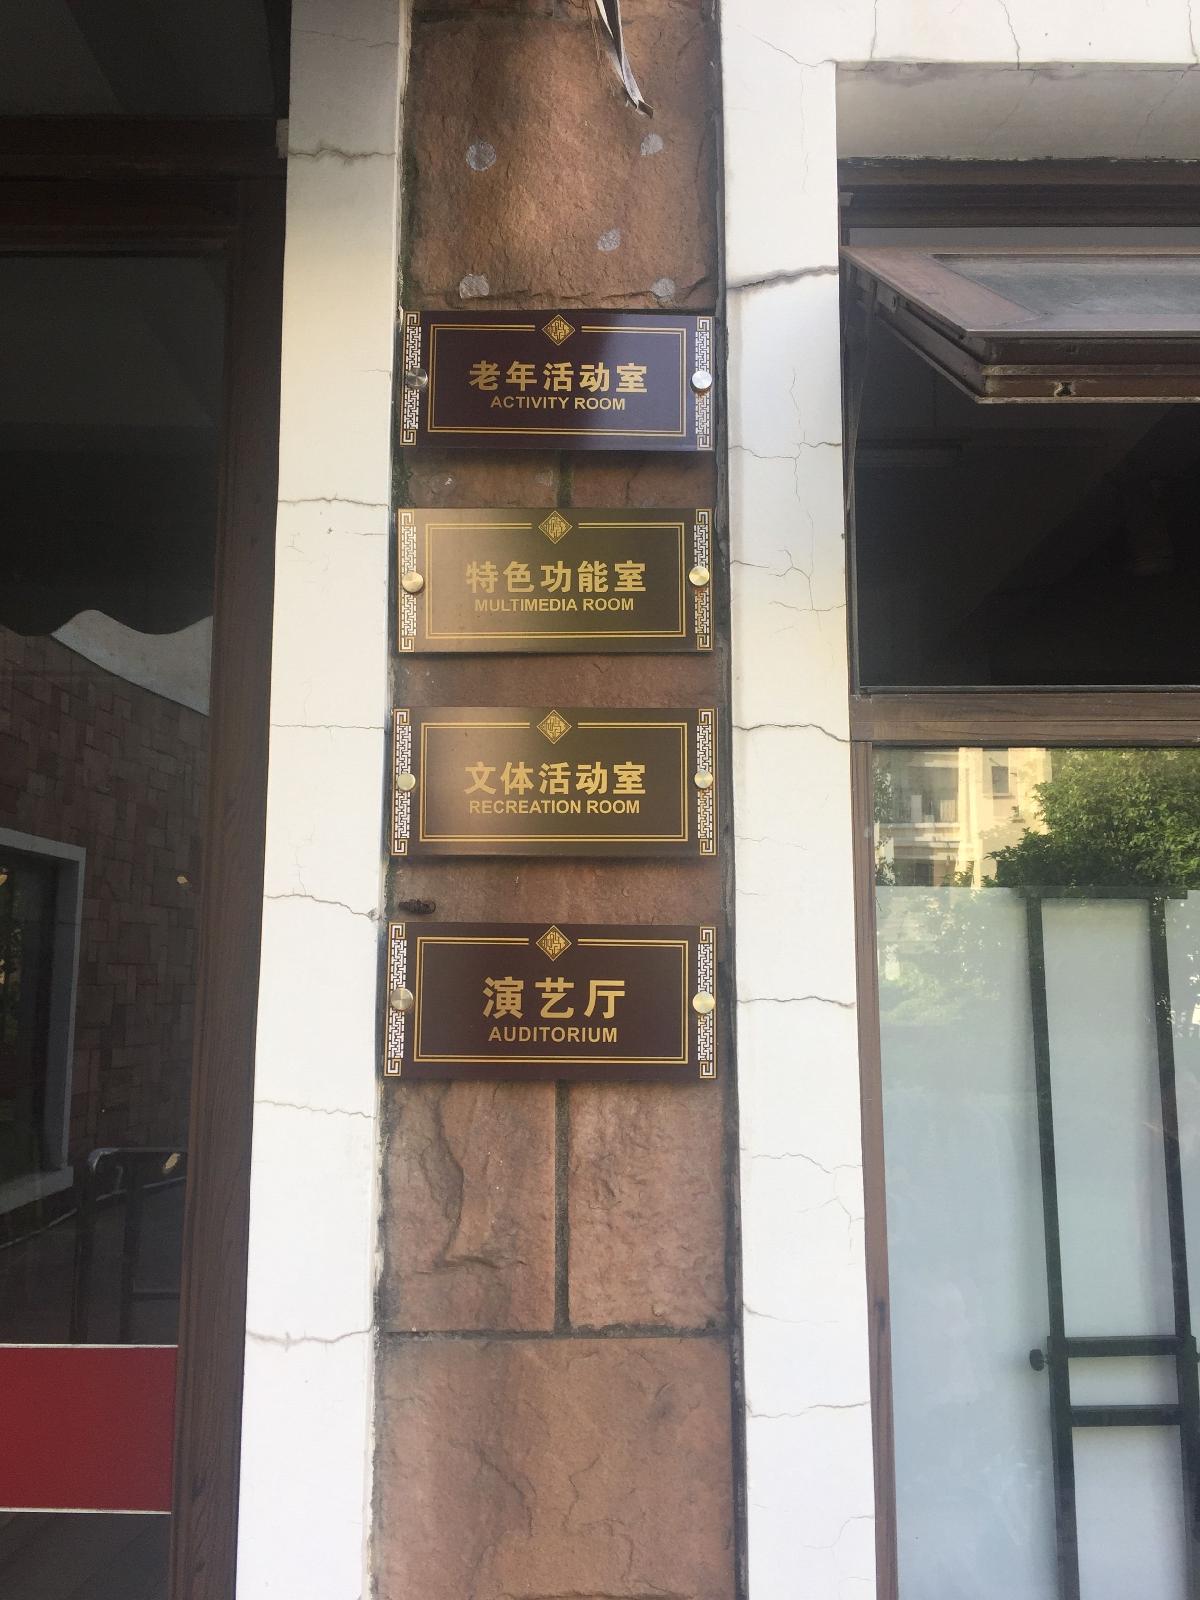 老年活动室
ACTIVITY ROOM
特色功能室
MULTIMEDIA ROOM
文体活动室
RECREATION ROOM
演艺厅
AUDITORIUM